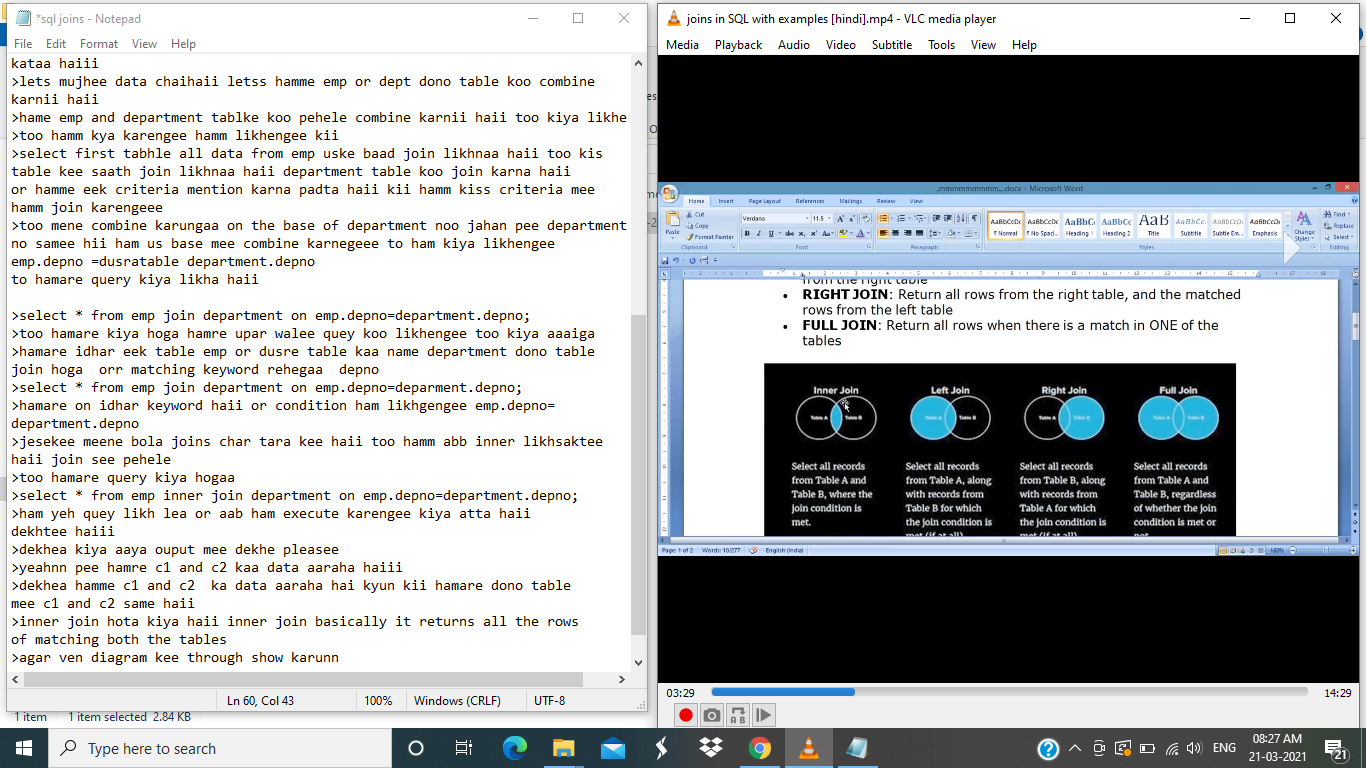 *sql joins - Notepad
File Edit Format View Help
kataa haiii
>lets mujhee data chaihaii letss hamme emp or dept dono table koo combine
karnii haii
>hame emp and department tablke koo pehele combine karnii haii too kiya likhe
>too hamm kya karengee hamm likhengee kii
>select first tabhle all data from emp uske baad join likhnaa haii too kis
table kee saath join likhnaa haii department table koo join karna haii
or hamme eek criteria mention karna padta haii kii hamm kiss criteria mee
hamm join karengeee
>too mene combine karungaa on the base of department noo jahan pee department
no samee hii ham us base mee combine karnegeee to ham kiya likhengee
emp.depno =dusratable department.depno
to hamare query kiya likha haii
>select * from emp join department on emp.depno=department.depno;
>too hamare kiya hoga hamre upar walee quey koo likhengee too kiya aaaiga
>hamare idhar eek table emp or dusre table kaa name department dono table
join hoga  orr matching keyword rehegaa  depno
>select * from emp join department on emp.depno=deparment.depno;
>hamare on idhar keyword haii or condition ham likhgengee emp.depno=
department.depno
>jesekee meene bola joins char tara kee haii too hamm abb inner likhsaktee
haii join see pehele
>too hamare query kiya hogaa
>select * from emp inner join department on emp.depno=department.depno;
>ham yeh quey likh lea or aab ham execute karengee kiya atta haii
dekhtee haiii
>dekhea kiya aaya ouput mee dekhe pleasee
>yeahnn pee hamre c1 and c2 kaa data aaraha haiii
>dekhea hamme c1 and c2  ka data aaraha hai kyun kii hamare dono table
mee c1 and c2 same haii
>inner join hota kiya haii inner join basically it returns all the rows
of matching both the tables
>agar ven diagram kee through show karunn
Ln 60, Col 43 100% Windows (CRLF) UTF-8
1 item 1 item selected 2.84 KB
joins in SQL with examples [hindi].mp4 - VLC media player
Media Playback Audio Video Subtitle Tools View Help
,mmmmmmmmm,,..docx - Microsoft Word
Home Insert Page Layout References Mailings Review View
Paste
Cut
Copy
Format Painter
Verdana 11.5
AaBbCcDc AaBbCcDc AaBbC AaBbCc AaB AaBbCc. AaBbCcDc AaBbCcDc
¶ Normal ¶ No Spaci... Heading 1 Heading 2 Title Subtitle Subtle Em... Emphasis
Change Styles
Find
Replace
Select
Clipboard Font Paragraph Styles Editing
from the right table
• RIGHT JOIN: Return all rows from the right table, and the matched
rows from the left table
• FULL JOIN: Return all rows when there is a match in ONE of the
tables
Inner Join Left Join Right Join Full Join
Table A Table B Table A Table B Table A Table B Table A Table B
Select all records
from Table A and
Table B, where the
join condition is
met.
Select all records
from Table A, along
with records from
Table B for which
the join condition is
met (if at all)
Select all records
from Table B, along
with records from
Table A for which
the join condition is
met (if at all)
Select all records
from Table A and
Table B, regardless
of whether the join
condition is met or
not
Page: 1 of 2 Words: 10/277 English (India) 160%
03:29 14:29
Type here to search
ENG
08:27 AM
21-03-2021
21